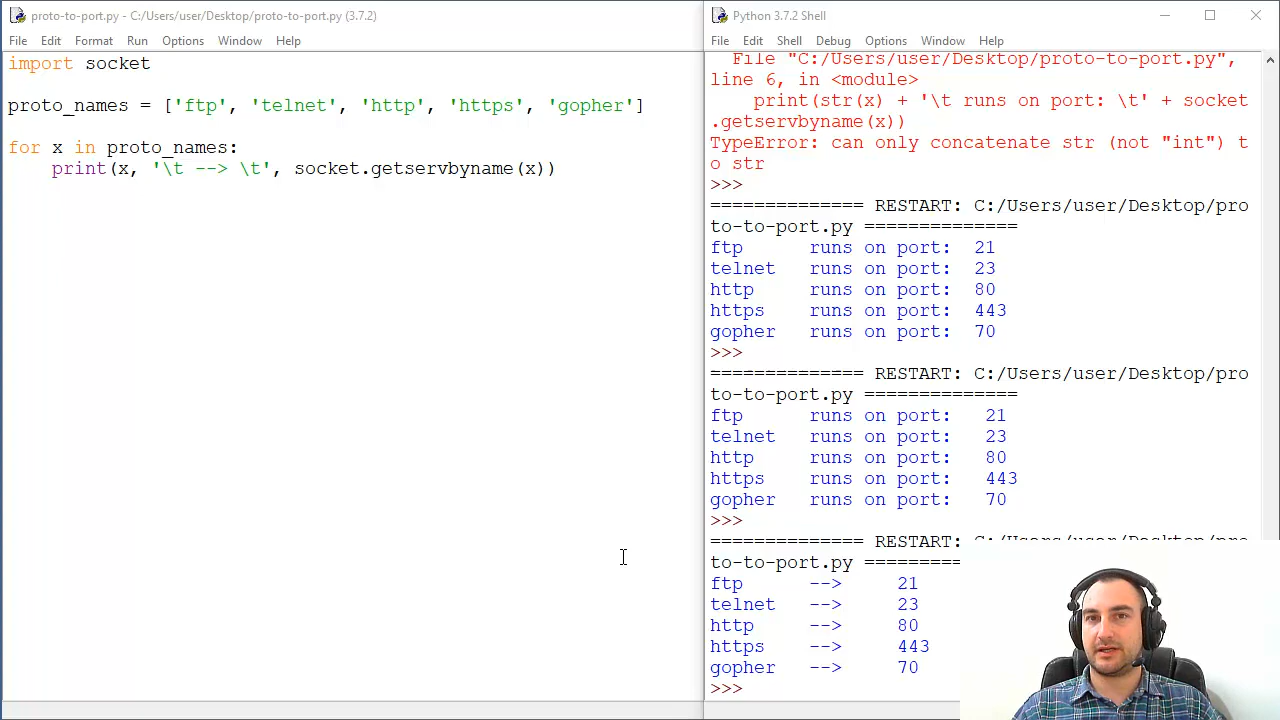 proto-to-port.py - C:/Users/user/Desktop/proto-to-port.py (3.7.2)
File Edit Format Run Options Window Help
import socket
proto_names = ['ftp', 'telnet', 'http', 'https', 'gopher']
for x in proto_names:
    print(x, '\t --> \t', socket.getservbyname(x))
Python 3.7.2 Shell
File Edit Shell Debug Options Window Help
  File "C:/Users/user/Desktop/proto-to-port.py",
line 6, in <module>
    print(str(x) + '\t runs on port: \t' + socket
.getservbyname(x))
TypeError: can only concatenate str (not "int") t
o str
>>>
============== RESTART: C:/Users/user/Desktop/pro
to-to-port.py ==============
ftp      runs on port:  21
telnet   runs on port:  23
http     runs on port:  80
https    runs on port:  443
gopher   runs on port:  70
>>>
============== RESTART: C:/Users/user/Desktop/pro
to-to-port.py ==============
ftp      runs on port:   21
telnet   runs on port:   23
http     runs on port:   80
https    runs on port:   443
gopher   runs on port:   70
>>>
============== RESTART: C:/Users/user/Desktop/pro
to-to-port.py =========
ftp      -->     21
telnet   -->     23
http     -->     80
https    -->     443
gopher   -->     70
>>>